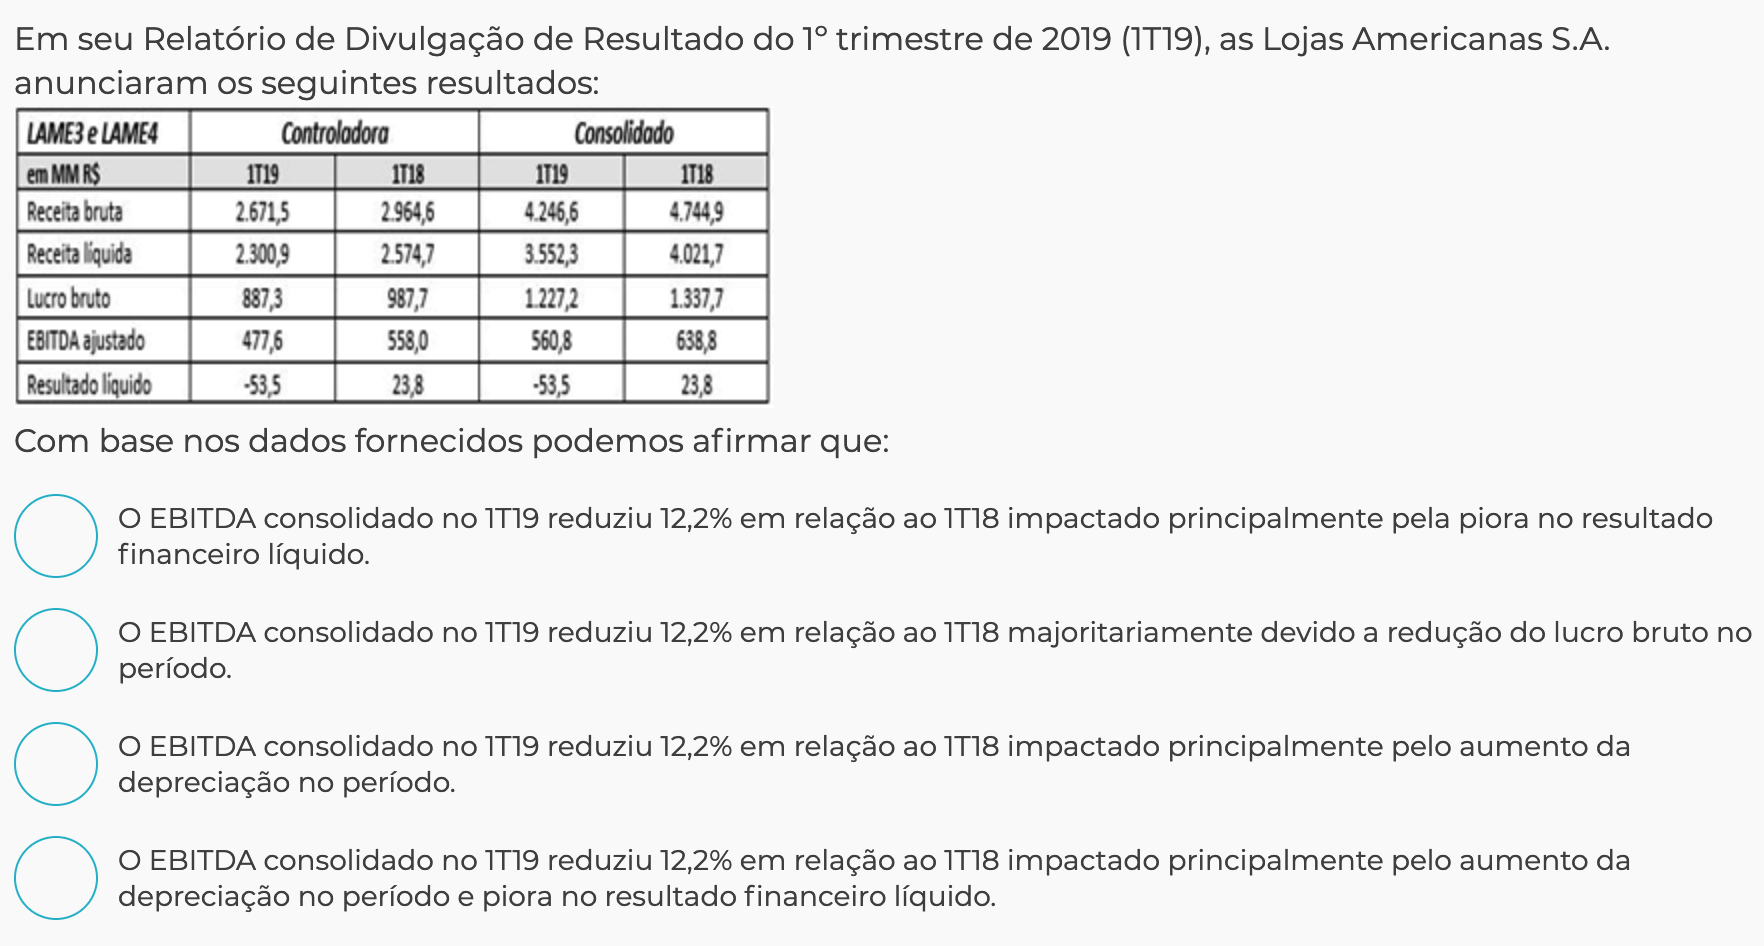 Em seu Relatório de Divulgação de Resultado do 1º trimestre de 2019 (1T19), as Lojas Americanas S.A.
anunciaram os seguintes resultados:
LAME3 e LAME4 Controladora Consolidado
em MM R$ 1T19 1T18 1T19 1T18
Receita bruta 2.671,5 2.964,6 4.246,6 4.744,9
Receita líquida 2.300,9 2.574,7 3.552,3 4.021,7
Lucro bruto 887,3 987,7 1.227,2 1.337,7
EBITDA ajustado 477,6 558,0 560,8 638,8
Resultado líquido -53,5 23,8 -53,5 23,8
Com base nos dados fornecidos podemos afirmar que:
O EBITDA consolidado no 1T19 reduziu 12,2% em relação ao 1T18 impactado principalmente pela piora no resultado
financeiro líquido.
O EBITDA consolidado no 1T19 reduziu 12,2% em relação ao 1T18 majoritariamente devido a redução do lucro bruto no
período.
O EBITDA consolidado no 1T19 reduziu 12,2% em relação ao 1T18 impactado principalmente pelo aumento da
depreciação no período.
O EBITDA consolidado no 1T19 reduziu 12,2% em relação ao 1T18 impactado principalmente pelo aumento da
depreciação no período e piora no resultado financeiro líquido.